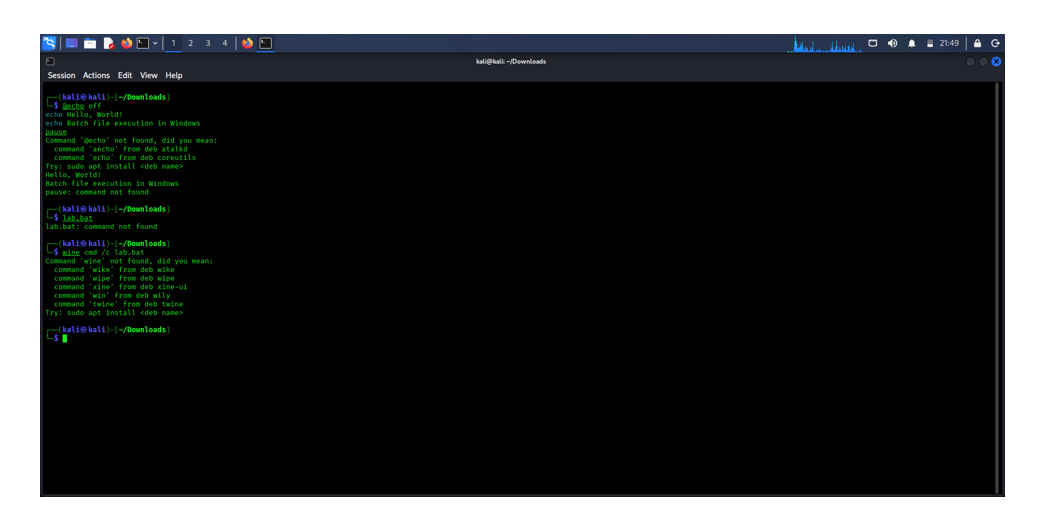 1 2 3 4
21:49
kali@kali: ~/Downloads
Session Actions Edit View Help
┌──(kali㉿kali)-[~/Downloads]
└─$ @echo off
echo Hello, World!
echo Batch file execution in Windows
pause
Command '@echo' not found, did you mean:
  command 'aecho' from deb atalkd
  command 'echo' from deb coreutils
Try: sudo apt install <deb name>
Hello, World!
Batch file execution in Windows
pause: command not found
┌──(kali㉿kali)-[~/Downloads]
└─$ lab.bat
lab.bat: command not found
┌──(kali㉿kali)-[~/Downloads]
└─$ wine cmd /c lab.bat
Command 'wine' not found, did you mean:
  command 'wike' from deb wike
  command 'wipe' from deb wipe
  command 'xine' from deb xine-ui
  command 'win' from deb wily
  command 'twine' from deb twine
Try: sudo apt install <deb name>
┌──(kali㉿kali)-[~/Downloads]
└─$